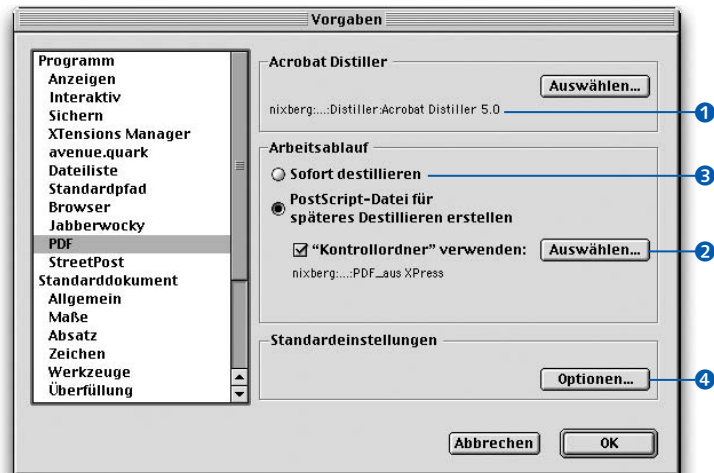 Vorgaben
Programm
Anzeigen
Interaktiv
Sichern
XTensions Manager
avenue.quark
Dateiliste
Standardpfad
Browser
Jabberwocky
PDF
StreetPost
Standarddokument
Allgemein
Maße
Absatz
Zeichen
Werkzeuge
Überfüllung
Acrobat Distiller
Auswählen...
nixberg:...:Distiller:Acrobat Distiller 5.0
1
Arbeitsablauf
Sofort destillieren
3
PostScript-Datei für
späteres Destillieren erstellen
“Kontrollordner” verwenden:
Auswählen...
2
nixberg:...:PDF_aus XPress
Standardeinstellungen
Optionen...
4
Abbrechen
OK